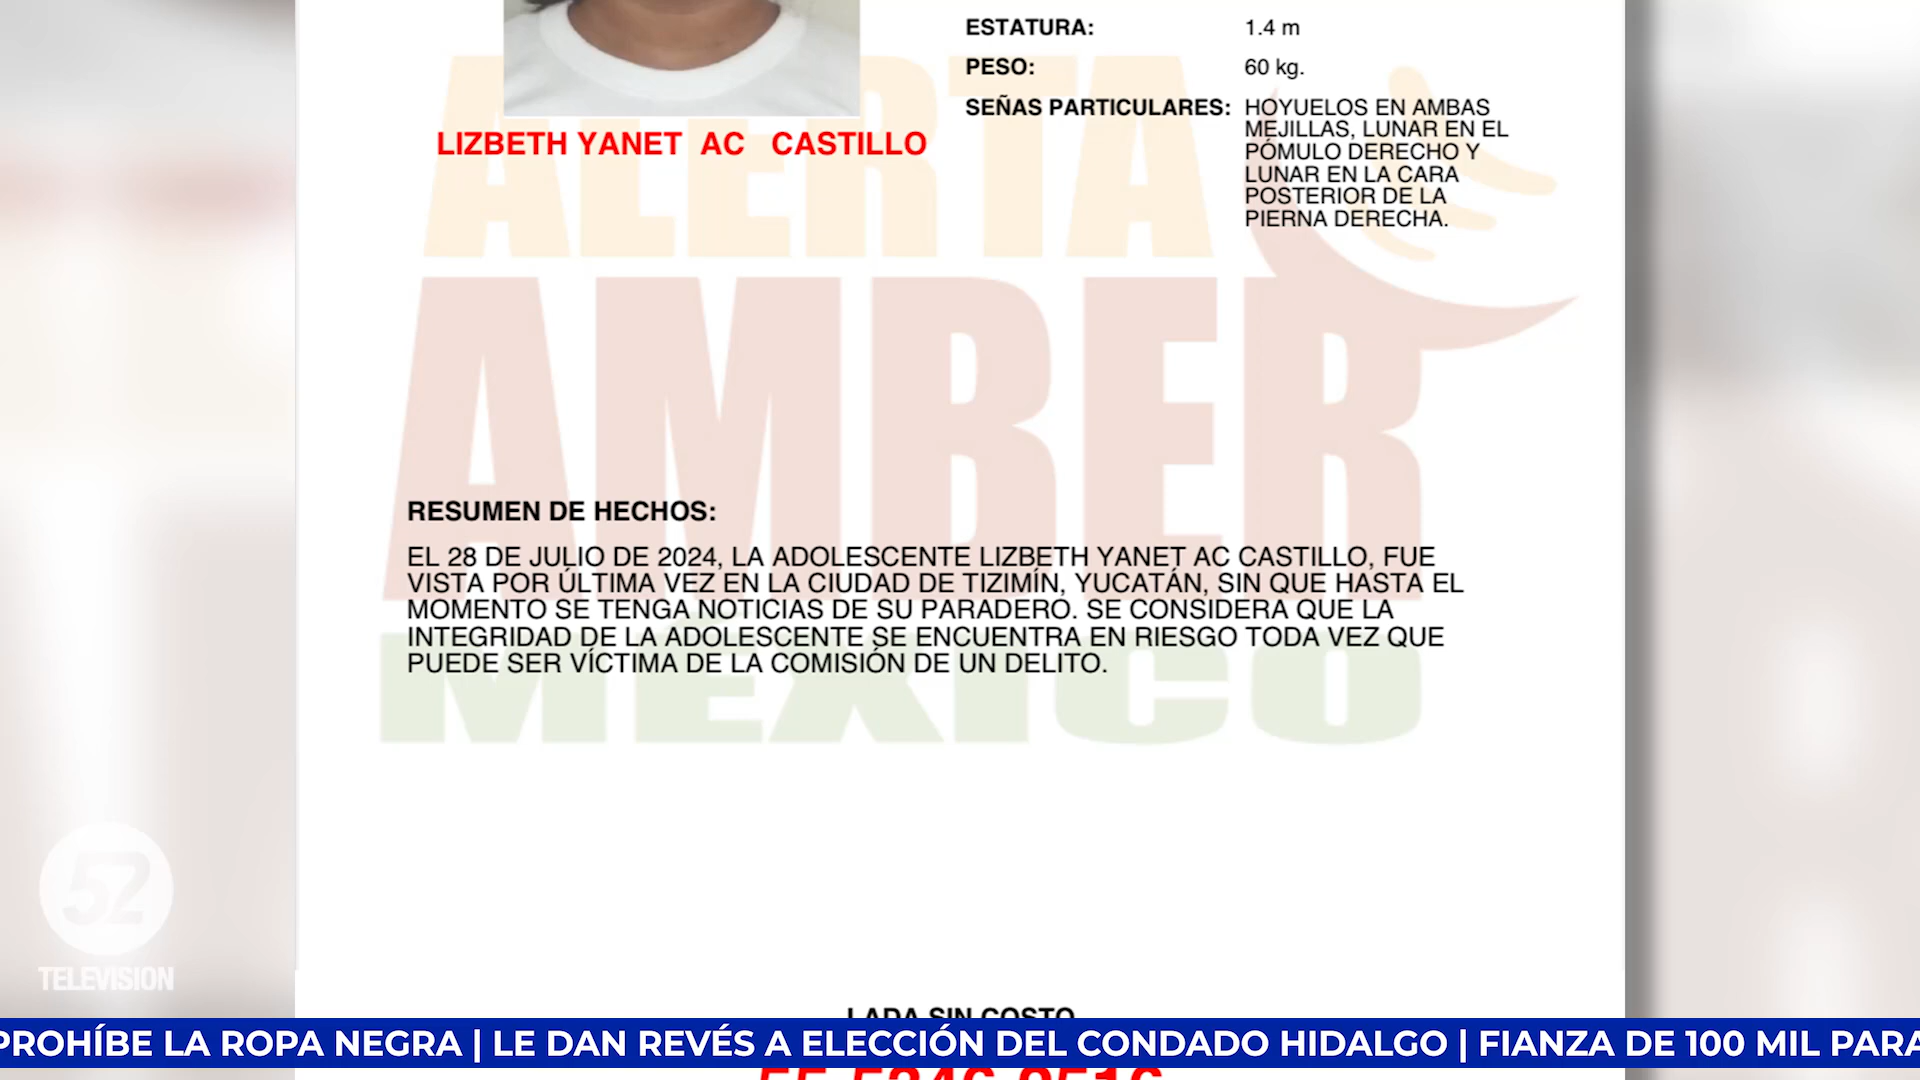 ESTATURA: 1.4 m
PESO: 60 kg.
SEÑAS PARTICULARES: HOYUELOS EN AMBAS
MEJILLAS, LUNAR EN EL
PÓMULO DERECHO Y
LUNAR EN LA CARA
POSTERIOR DE LA
PIERNA DERECHA.
LIZBETH YANET AC CASTILLO
ALERTA
AMBER
MÉXICO
RESUMEN DE HECHOS:
EL 28 DE JULIO DE 2024, LA ADOLESCENTE LIZBETH YANET AC CASTILLO, FUE
VISTA POR ÚLTIMA VEZ EN LA CIUDAD DE TIZIMÍN, YUCATÁN, SIN QUE HASTA EL
MOMENTO SE TENGA NOTICIAS DE SU PARADERO. SE CONSIDERA QUE LA
INTEGRIDAD DE LA ADOLESCENTE SE ENCUENTRA EN RIESGO TODA VEZ QUE
PUEDE SER VÍCTIMA DE LA COMISIÓN DE UN DELITO.
52
TELEVISION
LADA SIN COSTO
PROHÍBE LA ROPA NEGRA | LE DAN REVÉS A ELECCIÓN DEL CONDADO HIDALGO | FIANZA DE 100 MIL PARA